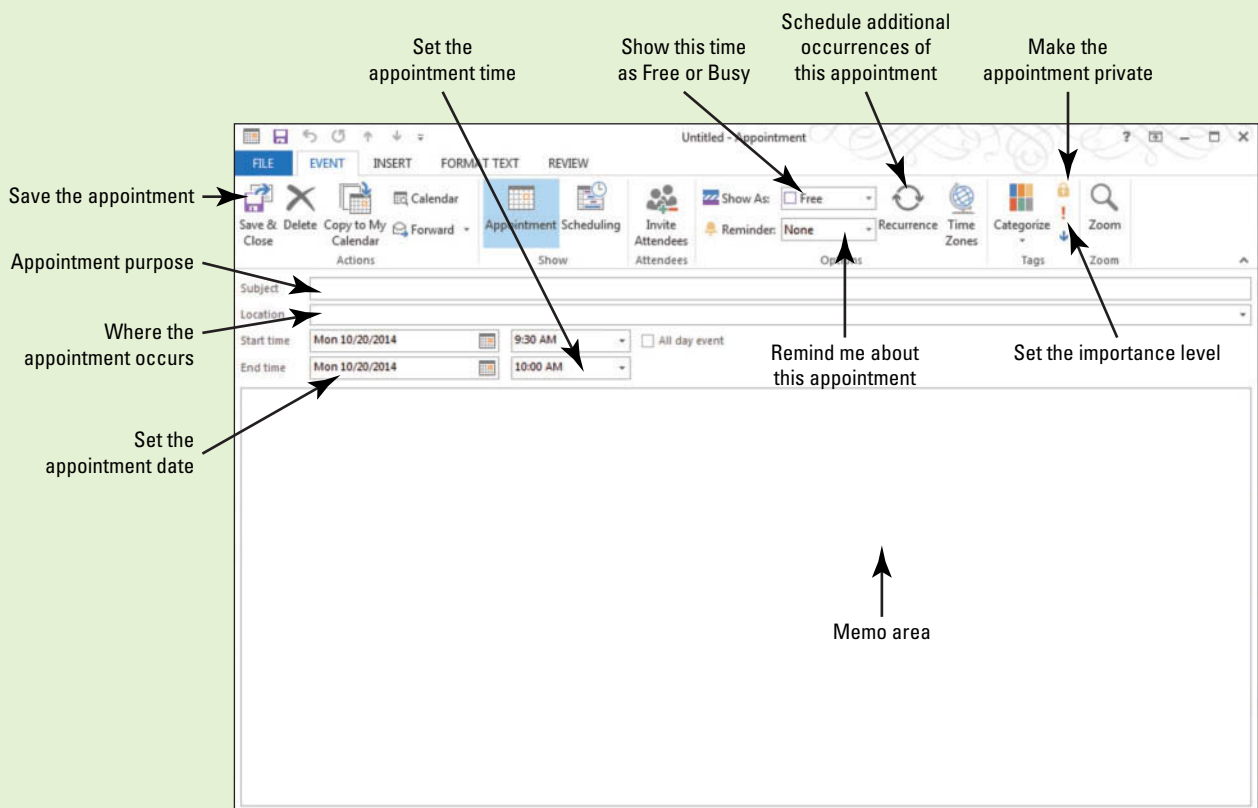 Schedule additional
occurrences of
this appointment
Set the
appointment time
Show this time
as Free or Busy
Make the
appointment private
Untitled - Appointment
?
FILE EVENT INSERT FORMAT TEXT REVIEW
Save the appointment
Save & Close
Delete
Copy to My Calendar
Calendar
Forward
Actions
Appointment
Scheduling
Show
Invite Attendees
Attendees
Show As: Free
Reminder: None
Recurrence
Time Zones
Options
Categorize
Tags
Zoom
Zoom
Appointment purpose
Subject
Where the
appointment occurs
Location
Start time Mon 10/20/2014 9:30 AM All day event
End time Mon 10/20/2014 10:00 AM
Remind me about
this appointment
Set the importance level
Set the
appointment date
Memo area